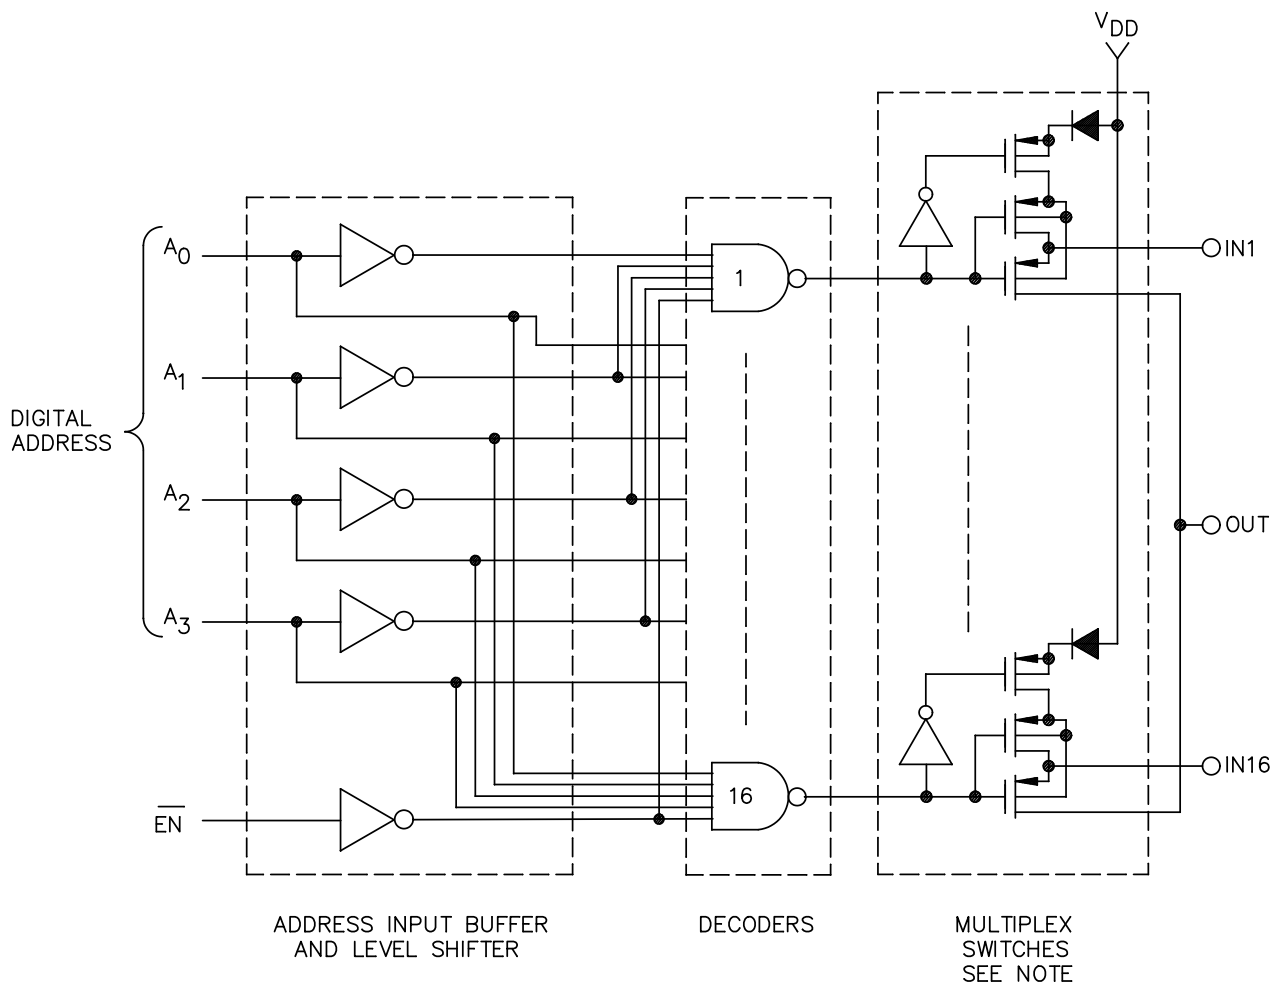 VDD
A0
1
IN1
A1
DIGITAL
ADDRESS
A2
OUT
A3
IN16
16
EN
ADDRESS INPUT BUFFER
AND LEVEL SHIFTER
DECODERS
MULTIPLEX
SWITCHES
SEE NOTE